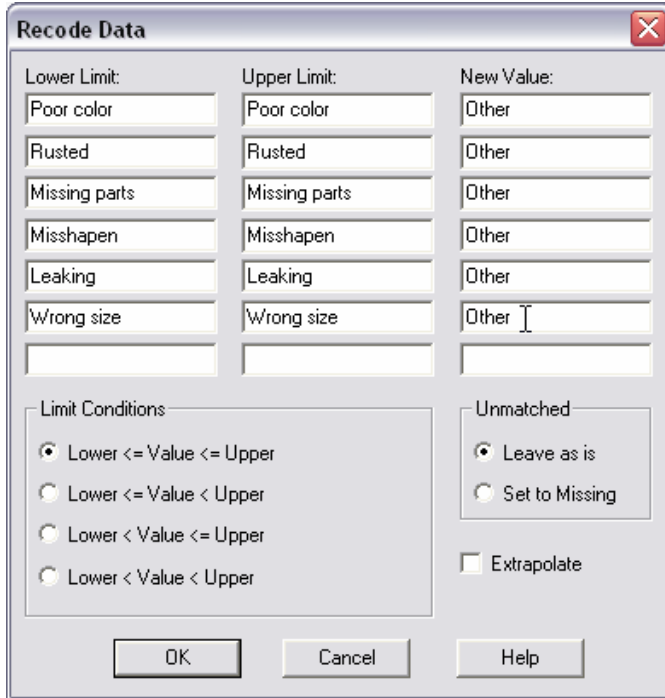 Recode Data
Lower Limit: Upper Limit: New Value:
Poor color Poor color Other
Rusted Rusted Other
Missing parts Missing parts Other
Misshapen Misshapen Other
Leaking Leaking Other
Wrong size Wrong size Other
Limit Conditions
Lower <= Value <= Upper
Lower <= Value < Upper
Lower < Value <= Upper
Lower < Value < Upper
Unmatched
Leave as is
Set to Missing
Extrapolate
OK Cancel Help